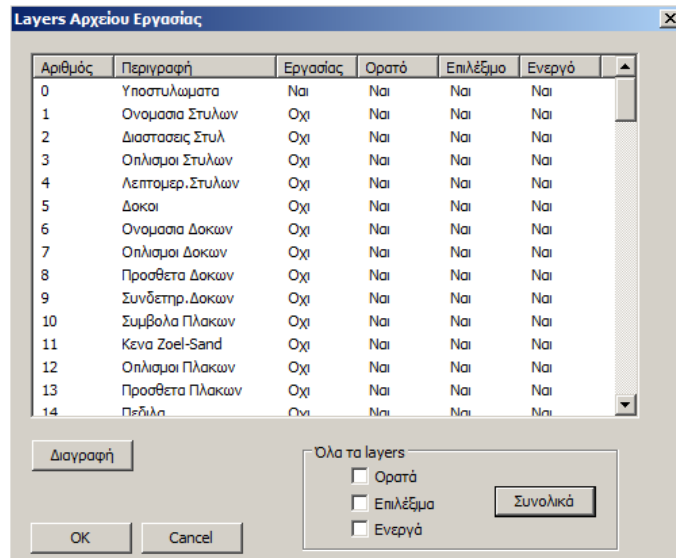 Layers Αρχείου Εργασίας
Αριθμός Περιγραφή Εργασίας Ορατό Επιλέξιμο Ενεργό
0 Υποστυλωματα Ναι Ναι Ναι Ναι
1 Ονομασια Στυλων Οχι Ναι Ναι Ναι
2 Διαστασεις Στυλ Οχι Ναι Ναι Ναι
3 Οπλισμοι Στυλων Οχι Ναι Ναι Ναι
4 Λεπτομερ.Στυλων Οχι Ναι Ναι Ναι
5 Δοκοι Οχι Ναι Ναι Ναι
6 Ονομασια Δοκων Οχι Ναι Ναι Ναι
7 Οπλισμοι Δοκων Οχι Ναι Ναι Ναι
8 Προσθετα Δοκων Οχι Ναι Ναι Ναι
9 Συνδετηρ.Δοκων Οχι Ναι Ναι Ναι
10 Συμβολα Πλακων Οχι Ναι Ναι Ναι
11 Κενα Zoel-Sand Οχι Ναι Ναι Ναι
12 Οπλισμοι Πλακων Οχι Ναι Ναι Ναι
13 Προσθετα Πλακων Οχι Ναι Ναι Ναι
14 Πεδιλα Οχι Ναι Ναι Ναι
Διαγραφή
Όλα τα layers
Ορατά
Επιλέξιμα
Ενεργά
Συνολικά
OK
Cancel